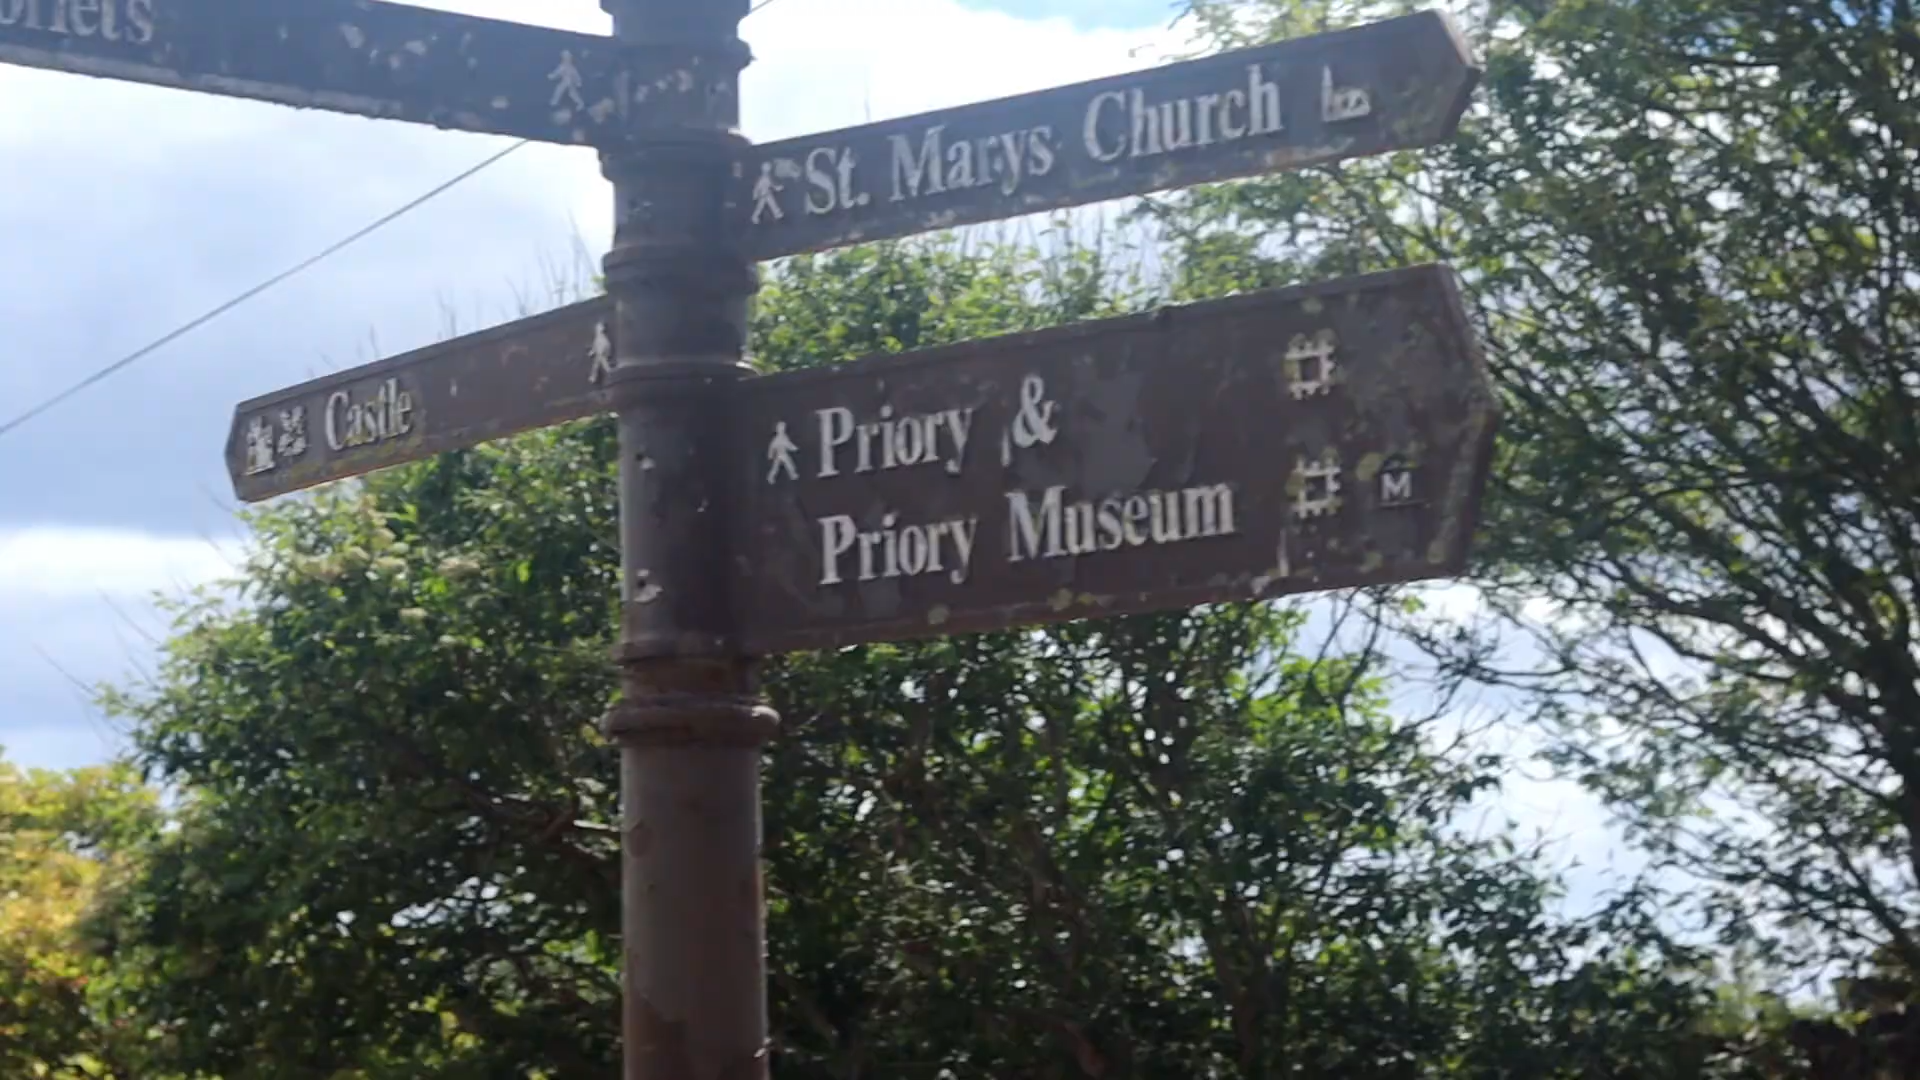 St. Marys Church
Castle
Priory &
Priory Museum
M